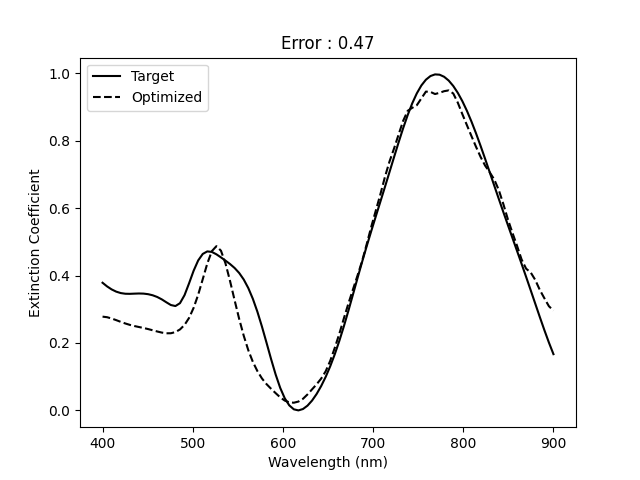 Error : 0.47
Target
Optimized
Extinction Coefficient
1.0
0.8
0.6
0.4
0.2
0.0
400 500 600 700 800 900
Wavelength (nm)